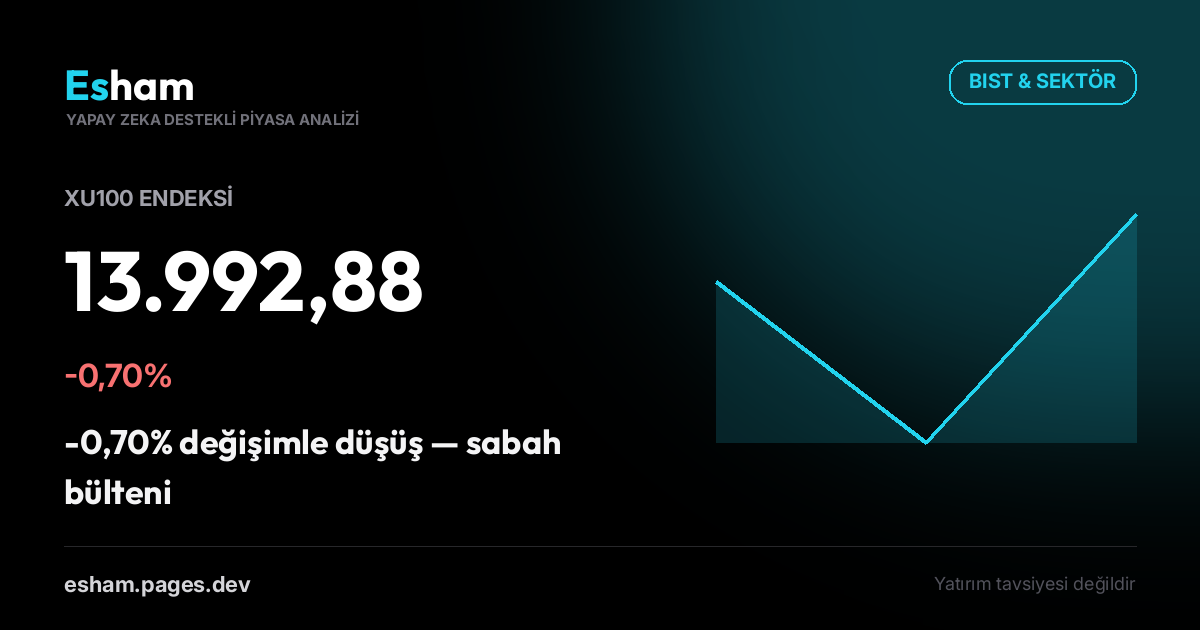 Esham
YAPAY ZEKA DESTEKLİ PİYASA ANALİZİ
BIST & SEKTÖR
XU100 ENDEKSİ
13.992,88
-0,70%
-0,70% değişimle düşüş — sabah
bülteni
esham.pages.dev
Yatırım tavsiyesi değildir